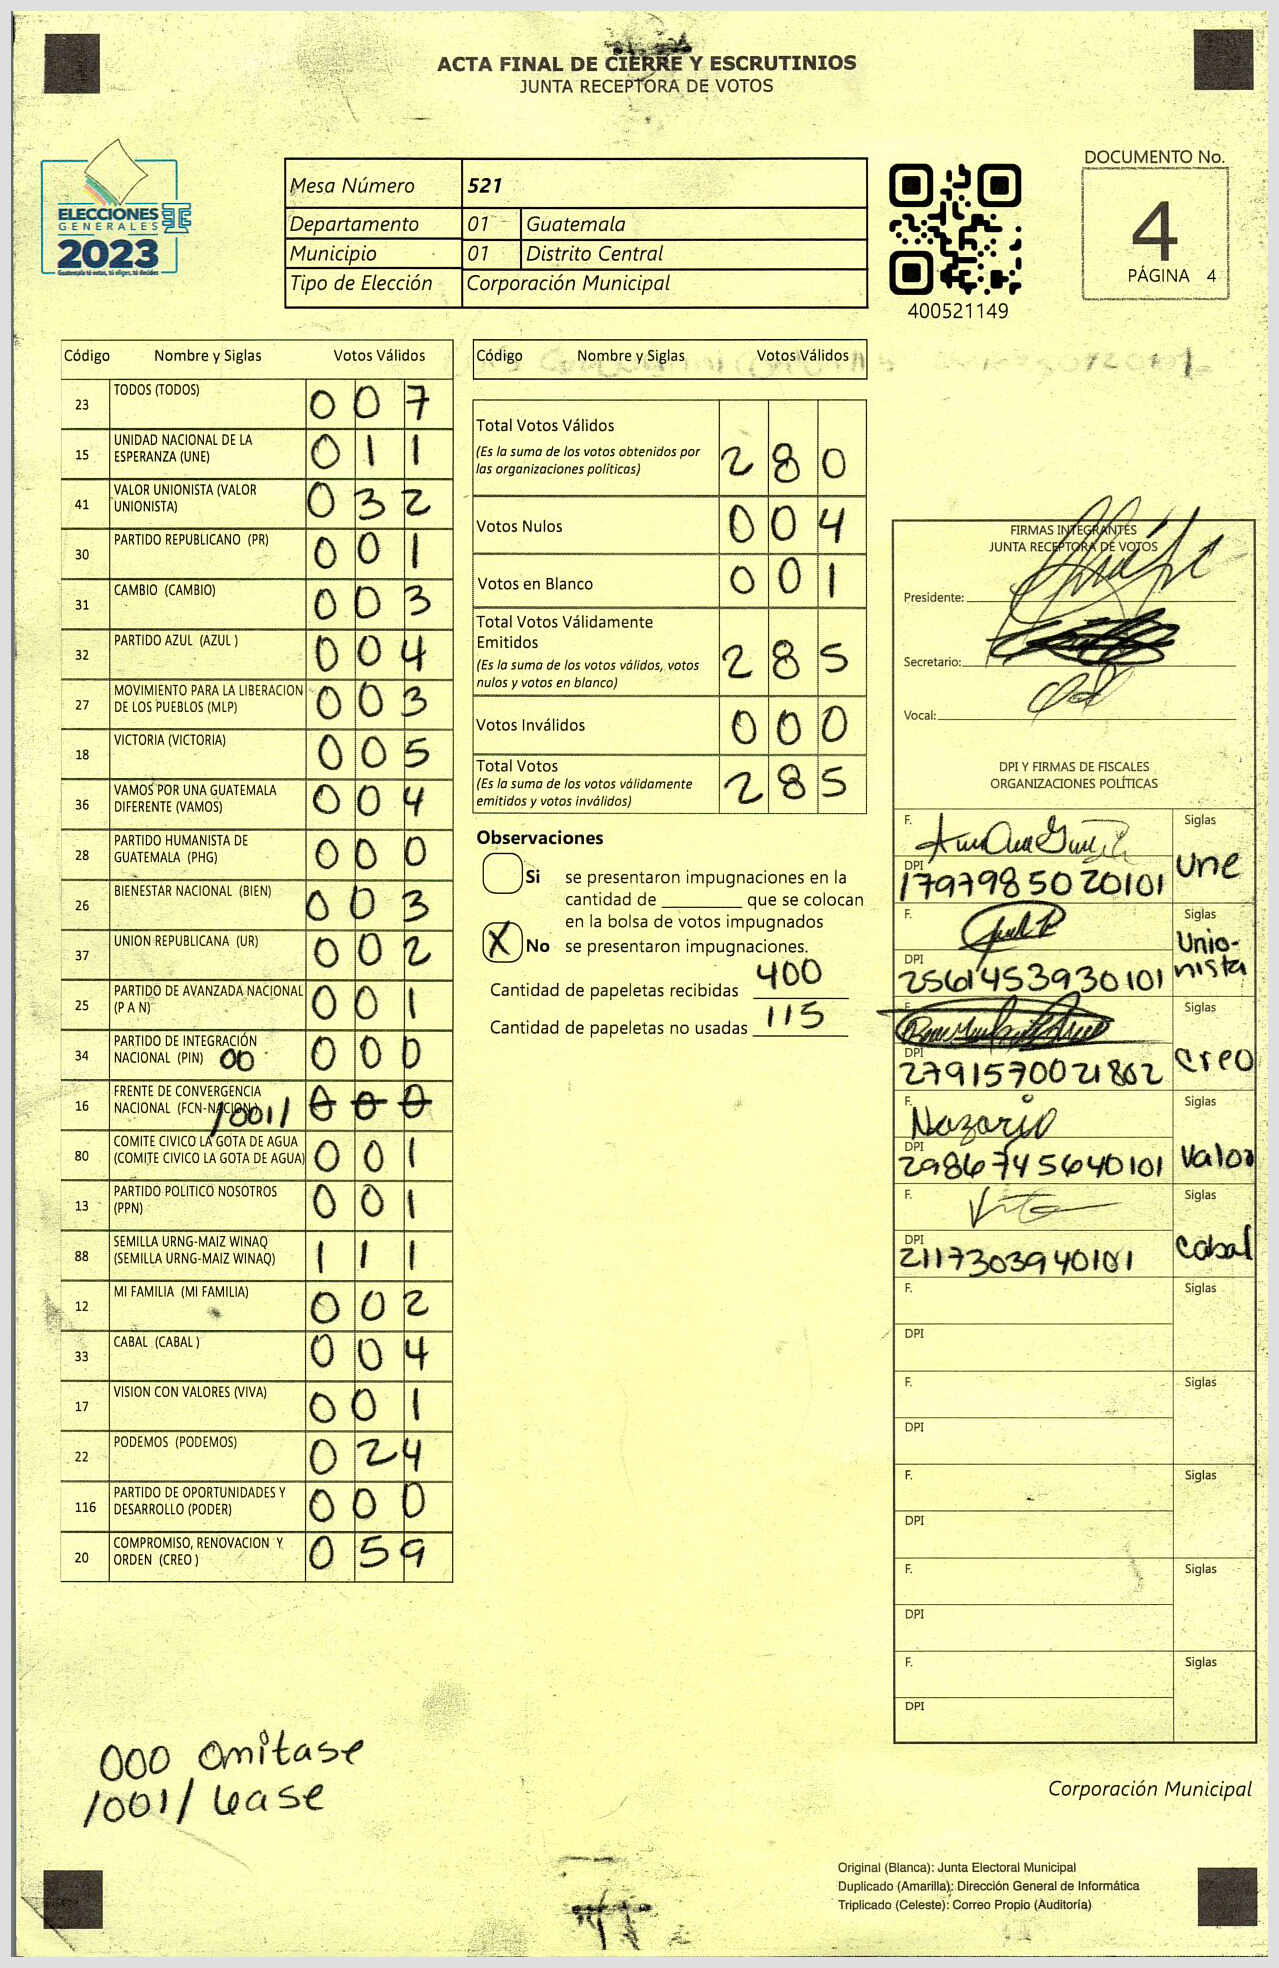 ACTA FINAL DE CIERRE Y ESCRUTINIOS
JUNTA RECEPTORA DE VOTOS
ELECCIONES
GENERALES
2023
Guatemala tú votas, tú eliges, tú decides
Mesa Número 521
Departamento 01 Guatemala
Municipio 01 Distrito Central
Tipo de Elección Corporación Municipal
400521149
DOCUMENTO No.
4
PÁGINA 4
Código Nombre y Siglas Votos Válidos
23 TODOS (TODOS) 0 0 7
15 UNIDAD NACIONAL DE LA
ESPERANZA (UNE) 0 1 1
41 VALOR UNIONISTA (VALOR
UNIONISTA) 0 3 2
30 PARTIDO REPUBLICANO (PR) 0 0 1
31 CAMBIO (CAMBIO) 0 0 3
32 PARTIDO AZUL (AZUL ) 0 0 4
27 MOVIMIENTO PARA LA LIBERACION
DE LOS PUEBLOS (MLP) 0 0 3
18 VICTORIA (VICTORIA) 0 0 5
36 VAMOS POR UNA GUATEMALA
DIFERENTE (VAMOS) 0 0 4
28 PARTIDO HUMANISTA DE
GUATEMALA (PHG) 0 0 0
26 BIENESTAR NACIONAL (BIEN) 0 0 3
37 UNION REPUBLICANA (UR) 0 0 2
25 PARTIDO DE AVANZADA NACIONAL
(P A N) 0 0 1
34 PARTIDO DE INTEGRACIÓN
NACIONAL (PIN) 00 0 0 0
16 FRENTE DE CONVERGENCIA
NACIONAL (FCN-NACION) /001/ 0 0 0
80 COMITE CIVICO LA GOTA DE AGUA
(COMITE CIVICO LA GOTA DE AGUA) 0 0 1
13 PARTIDO POLITICO NOSOTROS
(PPN) 0 0 1
88 SEMILLA URNG-MAIZ WINAQ
(SEMILLA URNG-MAIZ WINAQ) 1 1 1
12 MI FAMILIA (MI FAMILIA) 0 0 2
33 CABAL (CABAL ) 0 0 4
17 VISION CON VALORES (VIVA) 0 0 1
22 PODEMOS (PODEMOS) 0 2 4
116 PARTIDO DE OPORTUNIDADES Y
DESARROLLO (PODER) 0 0 0
20 COMPROMISO, RENOVACION Y
ORDEN (CREO ) 0 5 9
000 Omitase
/001/ Lease
Código Nombre y Siglas Votos Válidos
Total Votos Válidos
(Es la suma de los votos obtenidos por
las organizaciones políticas) 2 8 0
Votos Nulos 0 0 4
Votos en Blanco 0 0 1
Total Votos Válidamente
Emitidos
(Es la suma de los votos válidos, votos
nulos y votos en blanco) 2 8 5
Votos Inválidos 0 0 0
Total Votos
(Es la suma de los votos válidamente
emitidos y votos inválidos) 2 8 5
Observaciones
Si se presentaron impugnaciones en la
cantidad de ________ que se colocan
en la bolsa de votos impugnados
X No se presentaron impugnaciones.
Cantidad de papeletas recibidas 400
Cantidad de papeletas no usadas 115
FIRMAS INTEGRANTES
JUNTA RECEPTORA DE VOTOS
Presidente:
Secretario:
Vocal:
DPI Y FIRMAS DE FISCALES
ORGANIZACIONES POLÍTICAS
F. Siglas
DPI 1797985020101 Une
F. Siglas
DPI 2561453930101 Unio-
nista
F. Siglas
DPI 2791570021802 Creo
F. Nazario Siglas
DPI 2986745640101 Valor
F. Siglas
DPI 2117303940101 Cabal
F. Siglas
DPI
F. Siglas
DPI
F. Siglas
DPI
F. Siglas
DPI
F. Siglas
DPI
Corporación Municipal
Original (Blanca): Junta Electoral Municipal
Duplicado (Amarilla): Dirección General de Informática
Triplicado (Celeste): Correo Propio (Auditoría)